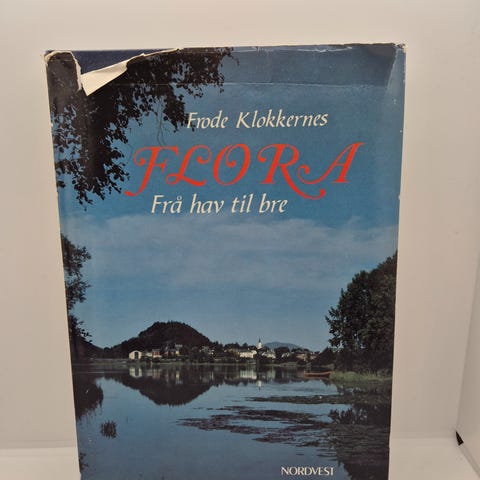 Frode Klokkernes
FLORA
Frå hav til bre
NORDVEST